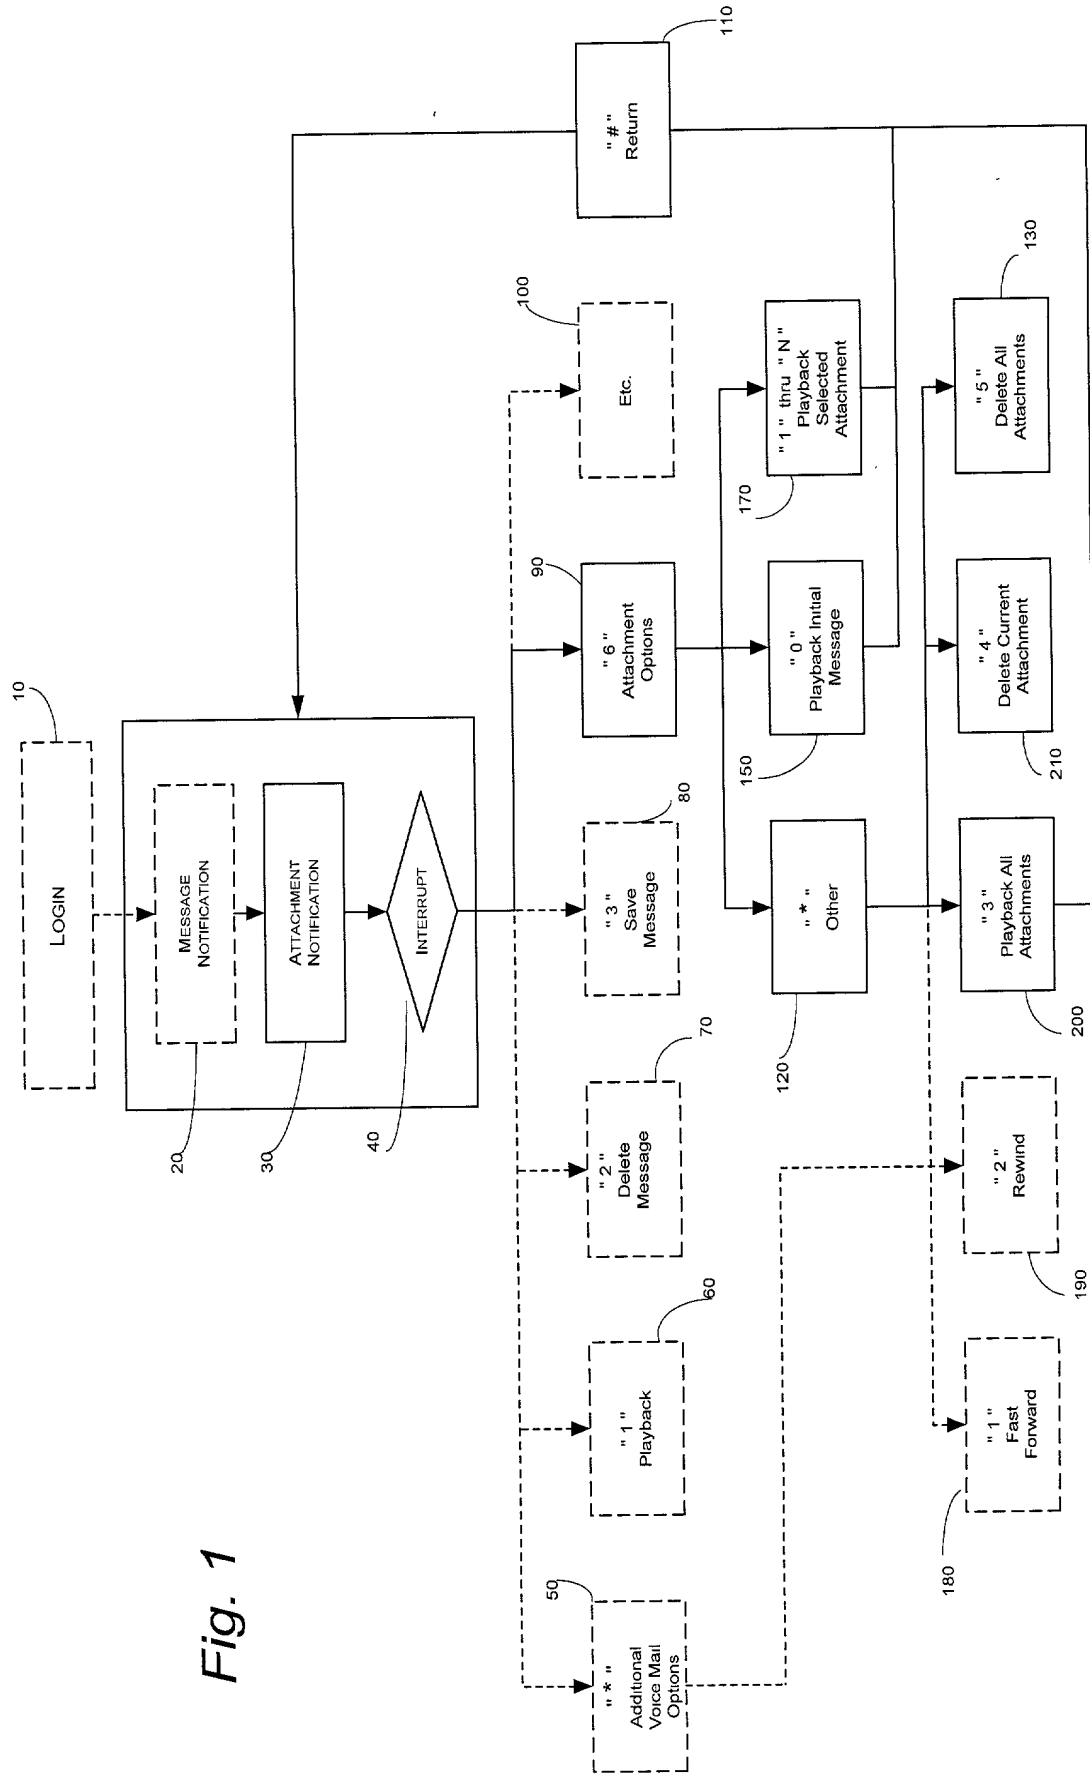 Fig. 1
10
LOGIN
MESSAGE
NOTIFICATION
20
ATTACHMENT
NOTIFICATION
30
INTERRUPT
40
50
" * "
Additional
Voice Mail
Options
60
" 1 "
Playback
70
" 2 "
Delete
Message
80
" 3 "
Save
Message
90
" 6 "
Attachment
Options
100
Etc.
110
" # "
Return
120
" * "
Other
150
" 0 "
Playback Initial
Message
170
" 1 " thru " N "
Playback
Selected
Attachment
180
" 1 "
Fast
Forward
190
" 2 "
Rewind
200
" 3 "
Playback All
Attachments
210
" 4 "
Delete Current
Attachment
130
" 5 "
Delete All
Attachments